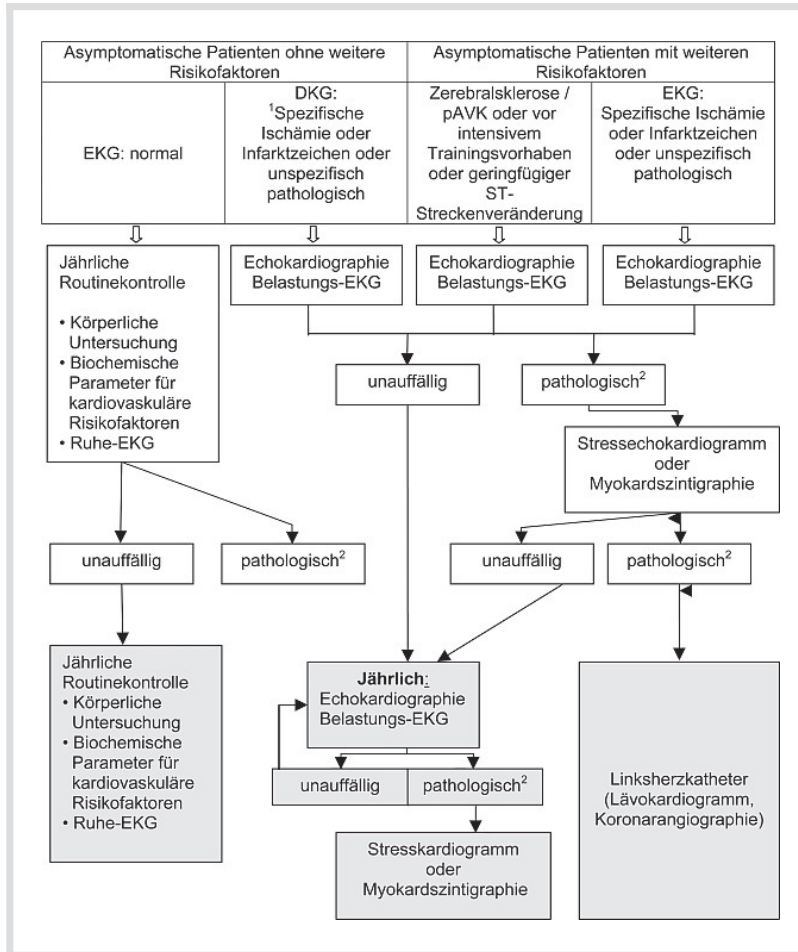 Asymptomatische Patienten ohne weitere
Risikofaktoren
Asymptomatische Patienten mit weiteren
Risikofaktoren
EKG: normal
DKG:
¹Spezifische
Ischämie oder
Infarktzeichen oder
unspezifisch
pathologisch
Zerebralsklerose /
pAVK oder vor
intensivem
Trainingsvorhaben
oder geringfügiger
ST-
Streckenveränderung
EKG:
Spezifische Ischämie
oder Infarktzeichen
oder unspezifisch
pathologisch
Jährliche
Routinekontrolle
• Körperliche
Untersuchung
• Biochemische
Parameter für
kardiovaskuläre
Risikofaktoren
• Ruhe-EKG
Echokardiographie
Belastungs-EKG
Echokardiographie
Belastungs-EKG
Echokardiographie
Belastungs-EKG
unauffällig
pathologisch²
Stressechokardiogramm
oder
Myokardszintigraphie
unauffällig
pathologisch²
unauffällig
pathologisch²
Jährliche
Routinekontrolle
• Körperliche
Untersuchung
• Biochemische
Parameter für
kardiovaskuläre
Risikofaktoren
• Ruhe-EKG
Jährlich:
Echokardiographie
Belastungs-EKG
unauffällig
pathologisch²
Stresskardiogramm
oder
Myokardszintigraphie
Linksherzkatheter
(Lävokardiogramm,
Koronarangiographie)